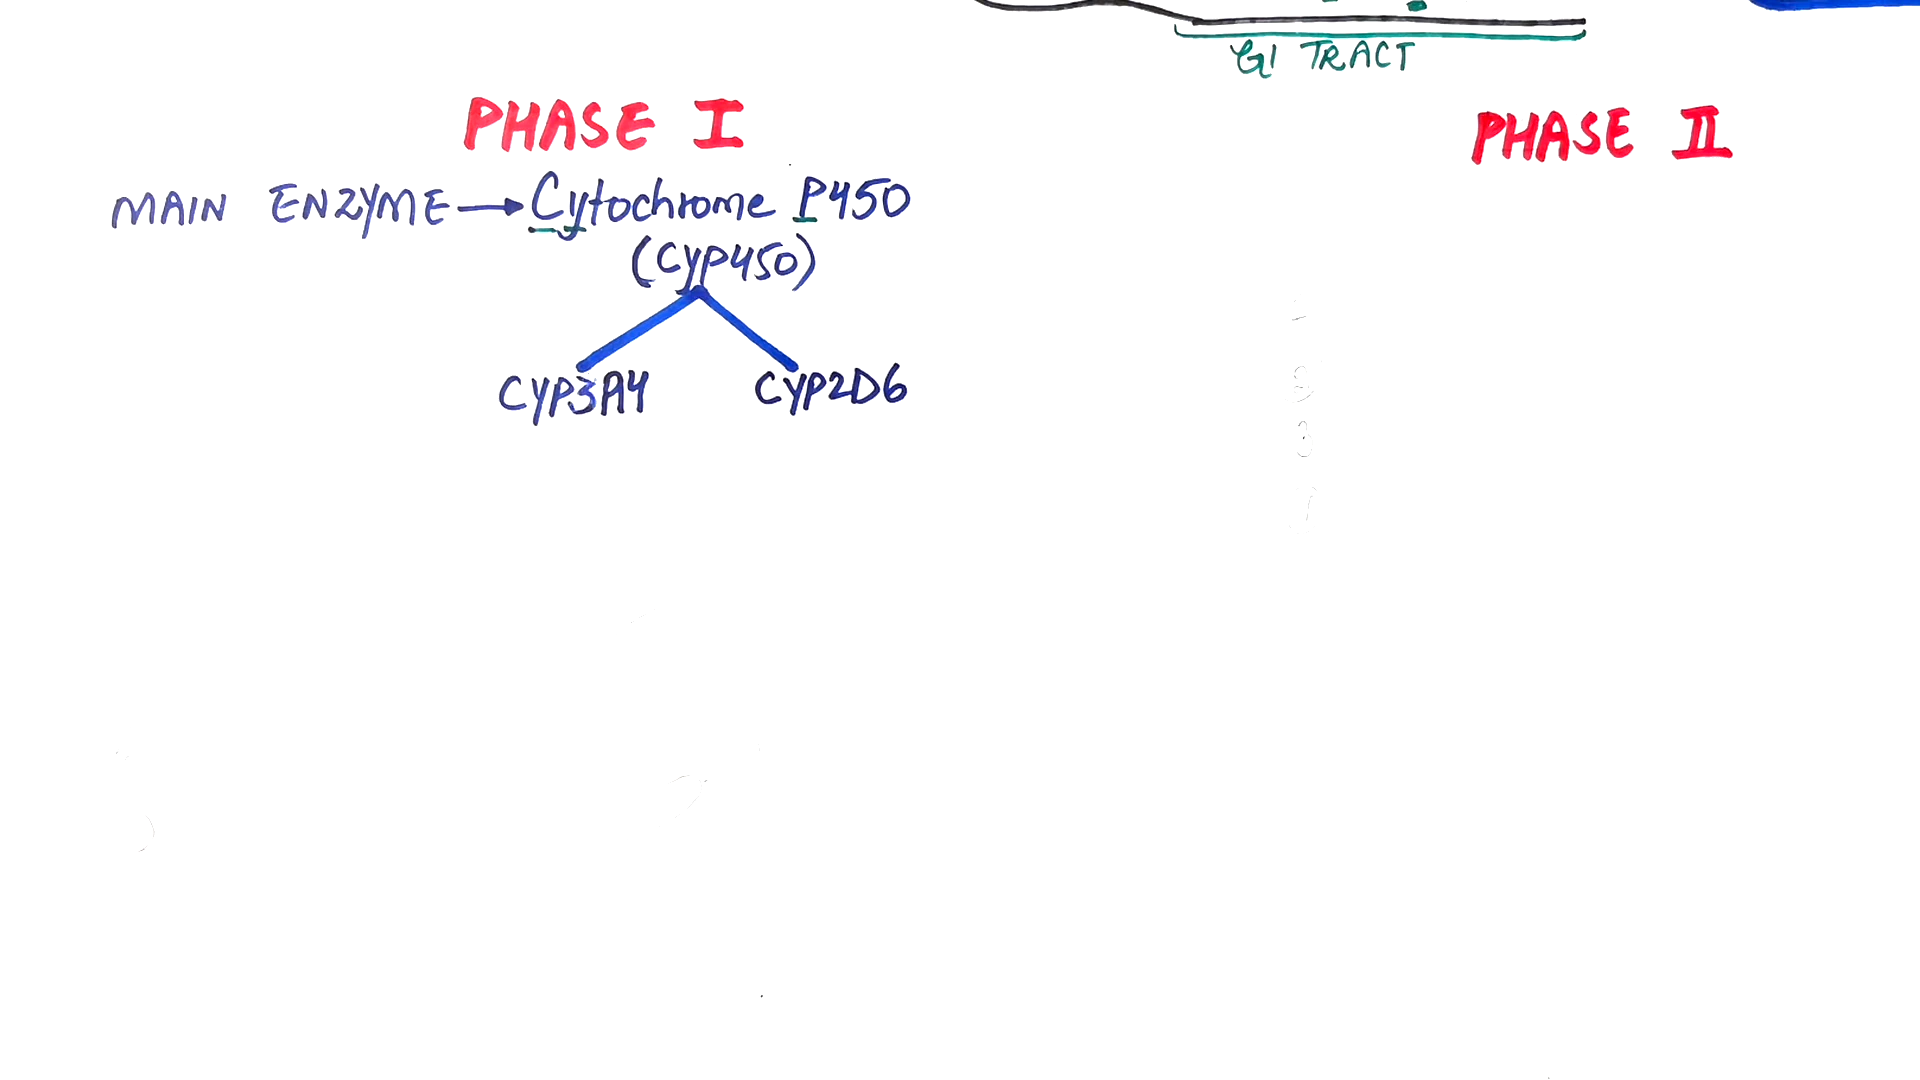 GI TRACT
PHASE I
PHASE II
MAIN ENZYME → Cytochrome P450
(CYP450)
CYP3A4 CYP2D6